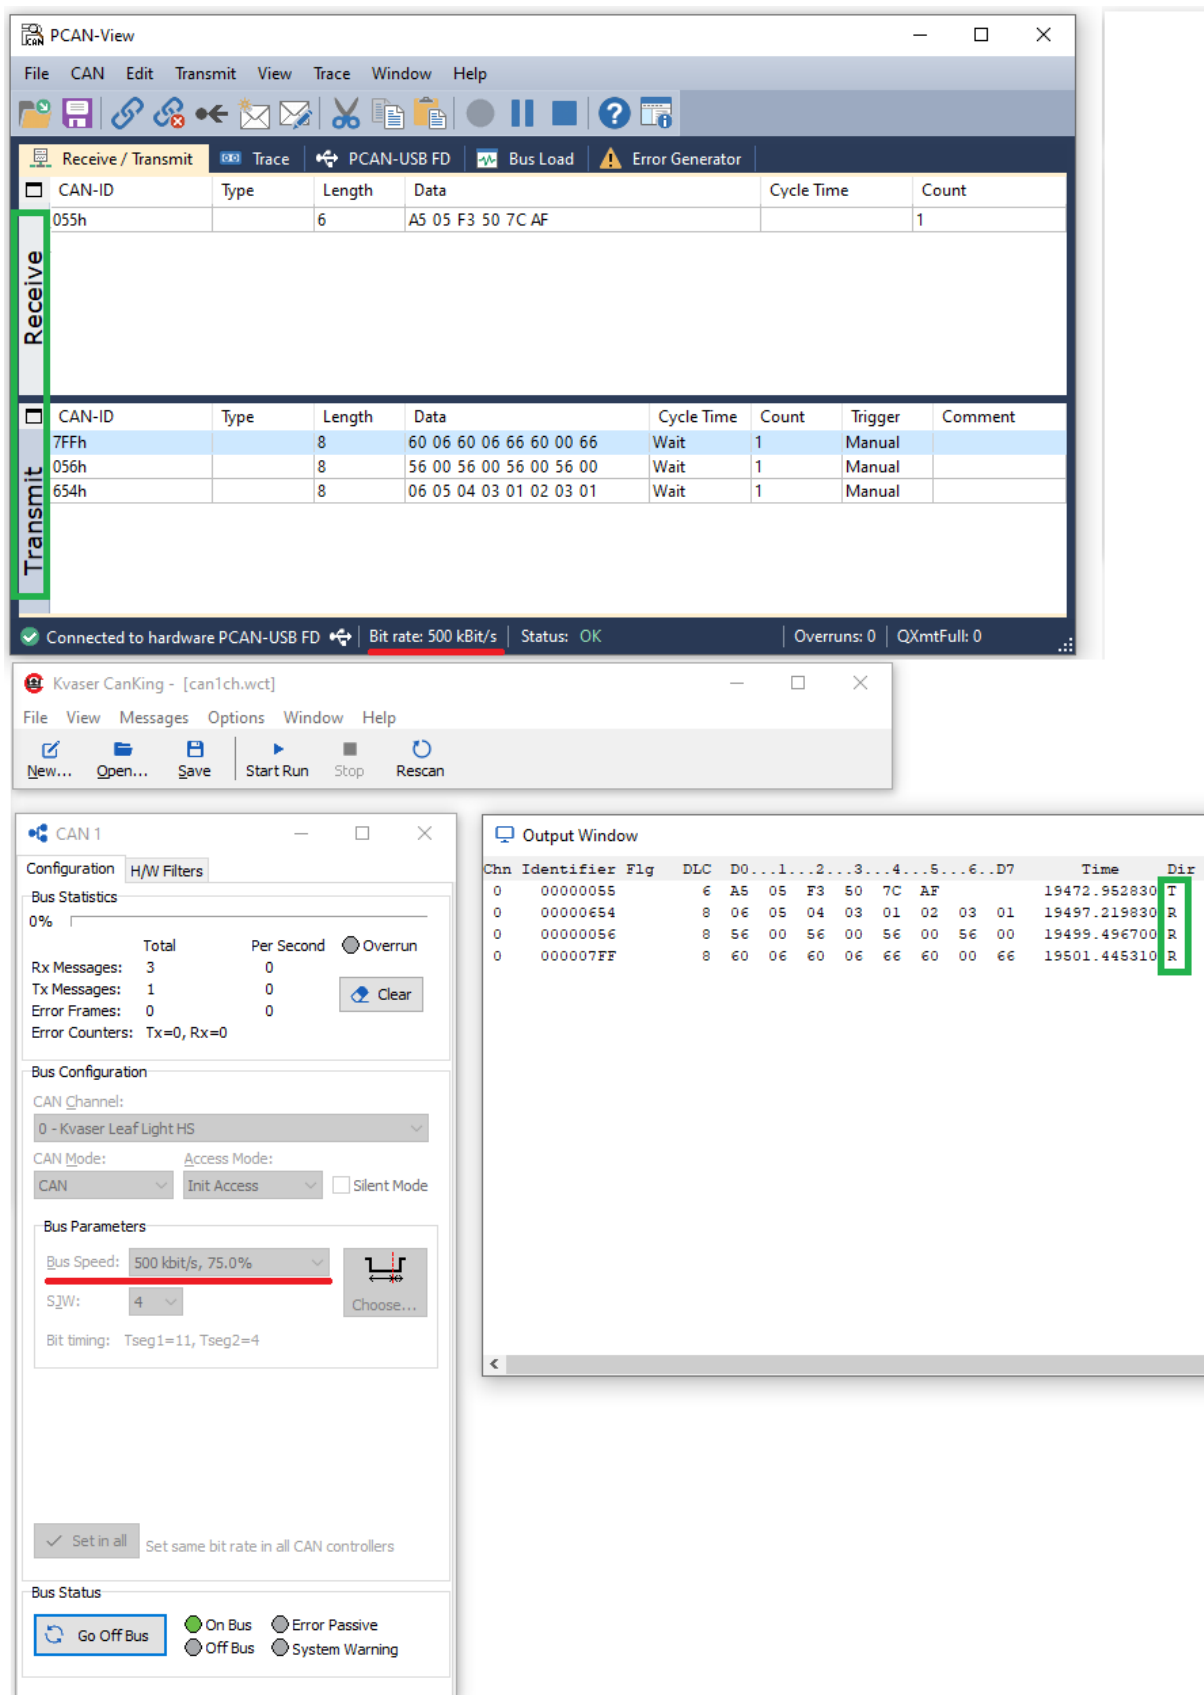 PCAN-View
File CAN Edit Transmit View Trace Window Help
Receive / Transmit Trace PCAN-USB FD Bus Load Error Generator
CAN-ID Type Length Data Cycle Time Count
055h 6 A5 05 F3 50 7C AF 1
Receive
CAN-ID Type Length Data Cycle Time Count Trigger Comment
7FFh 8 60 06 60 06 66 60 00 66 Wait 1 Manual
056h 8 56 00 56 00 56 00 56 00 Wait 1 Manual
654h 8 06 05 04 03 01 02 03 01 Wait 1 Manual
Transmit
Connected to hardware PCAN-USB FD Bit rate: 500 kBit/s Status: OK Overruns: 0 QXmtFull: 0
Kvaser CanKing - [can1ch.wct]
File View Messages Options Window Help
New... Open... Save Start Run Stop Rescan
CAN 1
Configuration H/W Filters
Bus Statistics
0%
Total Per Second Overrun
Rx Messages: 3 0
Tx Messages: 1 0 Clear
Error Frames: 0 0
Error Counters: Tx=0, Rx=0
Bus Configuration
CAN Channel:
0 - Kvaser Leaf Light HS
CAN Mode: Access Mode:
CAN Init Access Silent Mode
Bus Parameters
Bus Speed: 500 kbit/s, 75.0%
SJW: 4 Choose...
Bit timing: Tseg1=11, Tseg2=4
Set in all Set same bit rate in all CAN controllers
Bus Status
Go Off Bus On Bus Error Passive
Off Bus System Warning
Output Window
Chn Identifier Flg DLC D0...1...2...3...4...5...6..D7 Time Dir
0 00000055 6 A5 05 F3 50 7C AF 19472.952830 T
0 00000654 8 06 05 04 03 01 02 03 01 19497.219830 R
0 00000056 8 56 00 56 00 56 00 56 00 19499.496700 R
0 000007FF 8 60 06 60 06 66 60 00 66 19501.445310 R